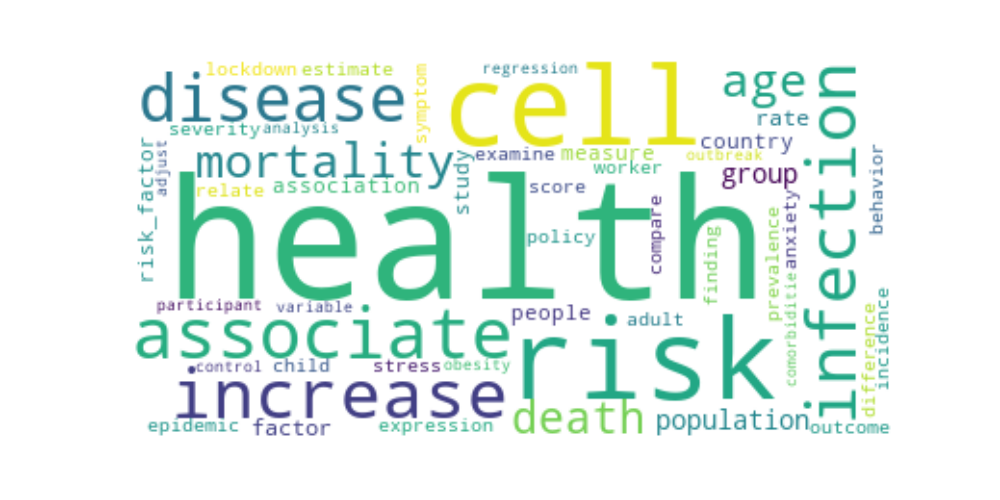 lockdown estimate
symptom
regression
cell
age
infection
disease
severity analysis
rate
country
mortality
study
examine measure
outbreak
worker
group
behavior
risk_factor
adjust
relate association
score
health
policy
compare
finding
prevalence
anxiety
comorbiditie
participant variable
people
adult
associate
risk
difference
incidence
control child
stress obesity
increase
death
population
outcome
epidemic factor
expression